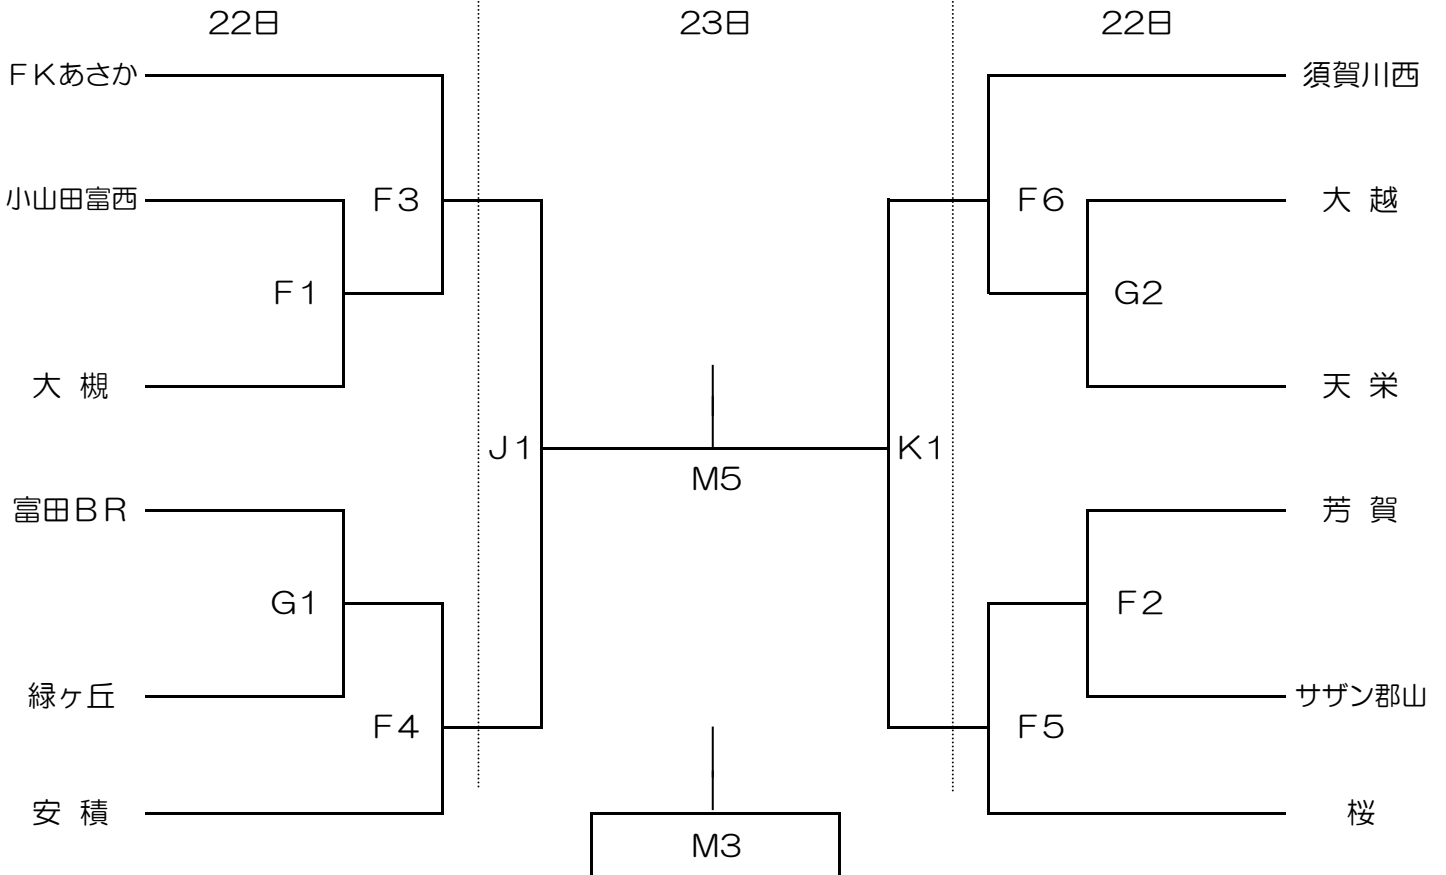 22日 23日 22日
ＦＫあさか 須賀川西
小山田富西 Ｆ3 Ｆ6 大 越
Ｆ1 Ｇ2
大 槻 天 栄
Ｊ1 Ｋ1
Ｍ5
富田ＢＲ 芳 賀
Ｇ1 Ｆ2
緑ヶ丘 サザン郡山
Ｆ4 Ｆ5
安 積 桜
Ｍ3